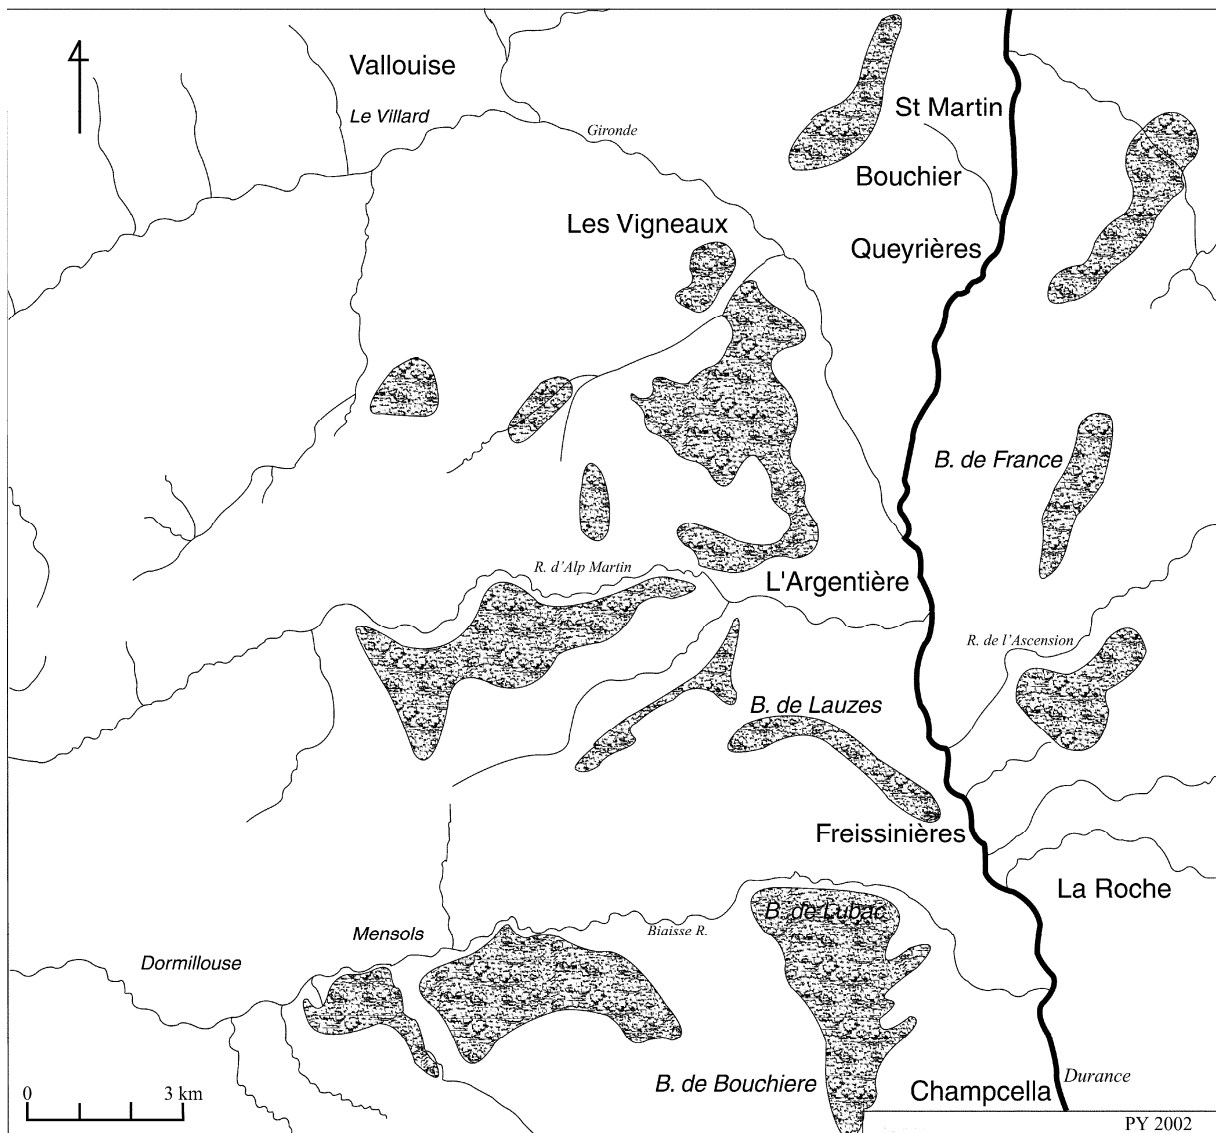 4
Vallouise
Le Villard
Gironde
St Martin
Bouchier
Les Vigneaux
Queyrières
B. de France
R. d'Alp Martin
L'Argentière
R. de l'Ascension
B. de Lauzes
Freissinières
La Roche
B. de Lubac
Mensols
Biaisse R.
Dormillouse
B. de Bouchiere
Champcella
Durance
0 3 km
PY 2002